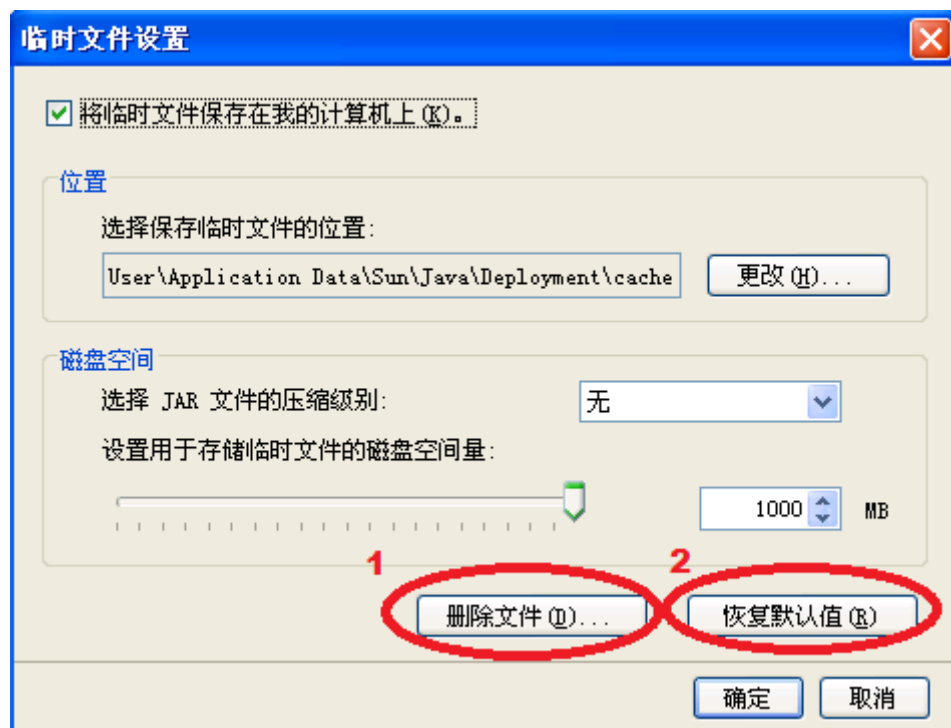 临时文件设置
将临时文件保存在我的计算机上(K)。
位置
选择保存临时文件的位置:
User\Application Data\Sun\Java\Deployment\cache 更改(H)...
磁盘空间
选择 JAR 文件的压缩级别: 无
设置用于存储临时文件的磁盘空间量:
1000 MB
1 2
删除文件(D)... 恢复默认值(R)
确定 取消